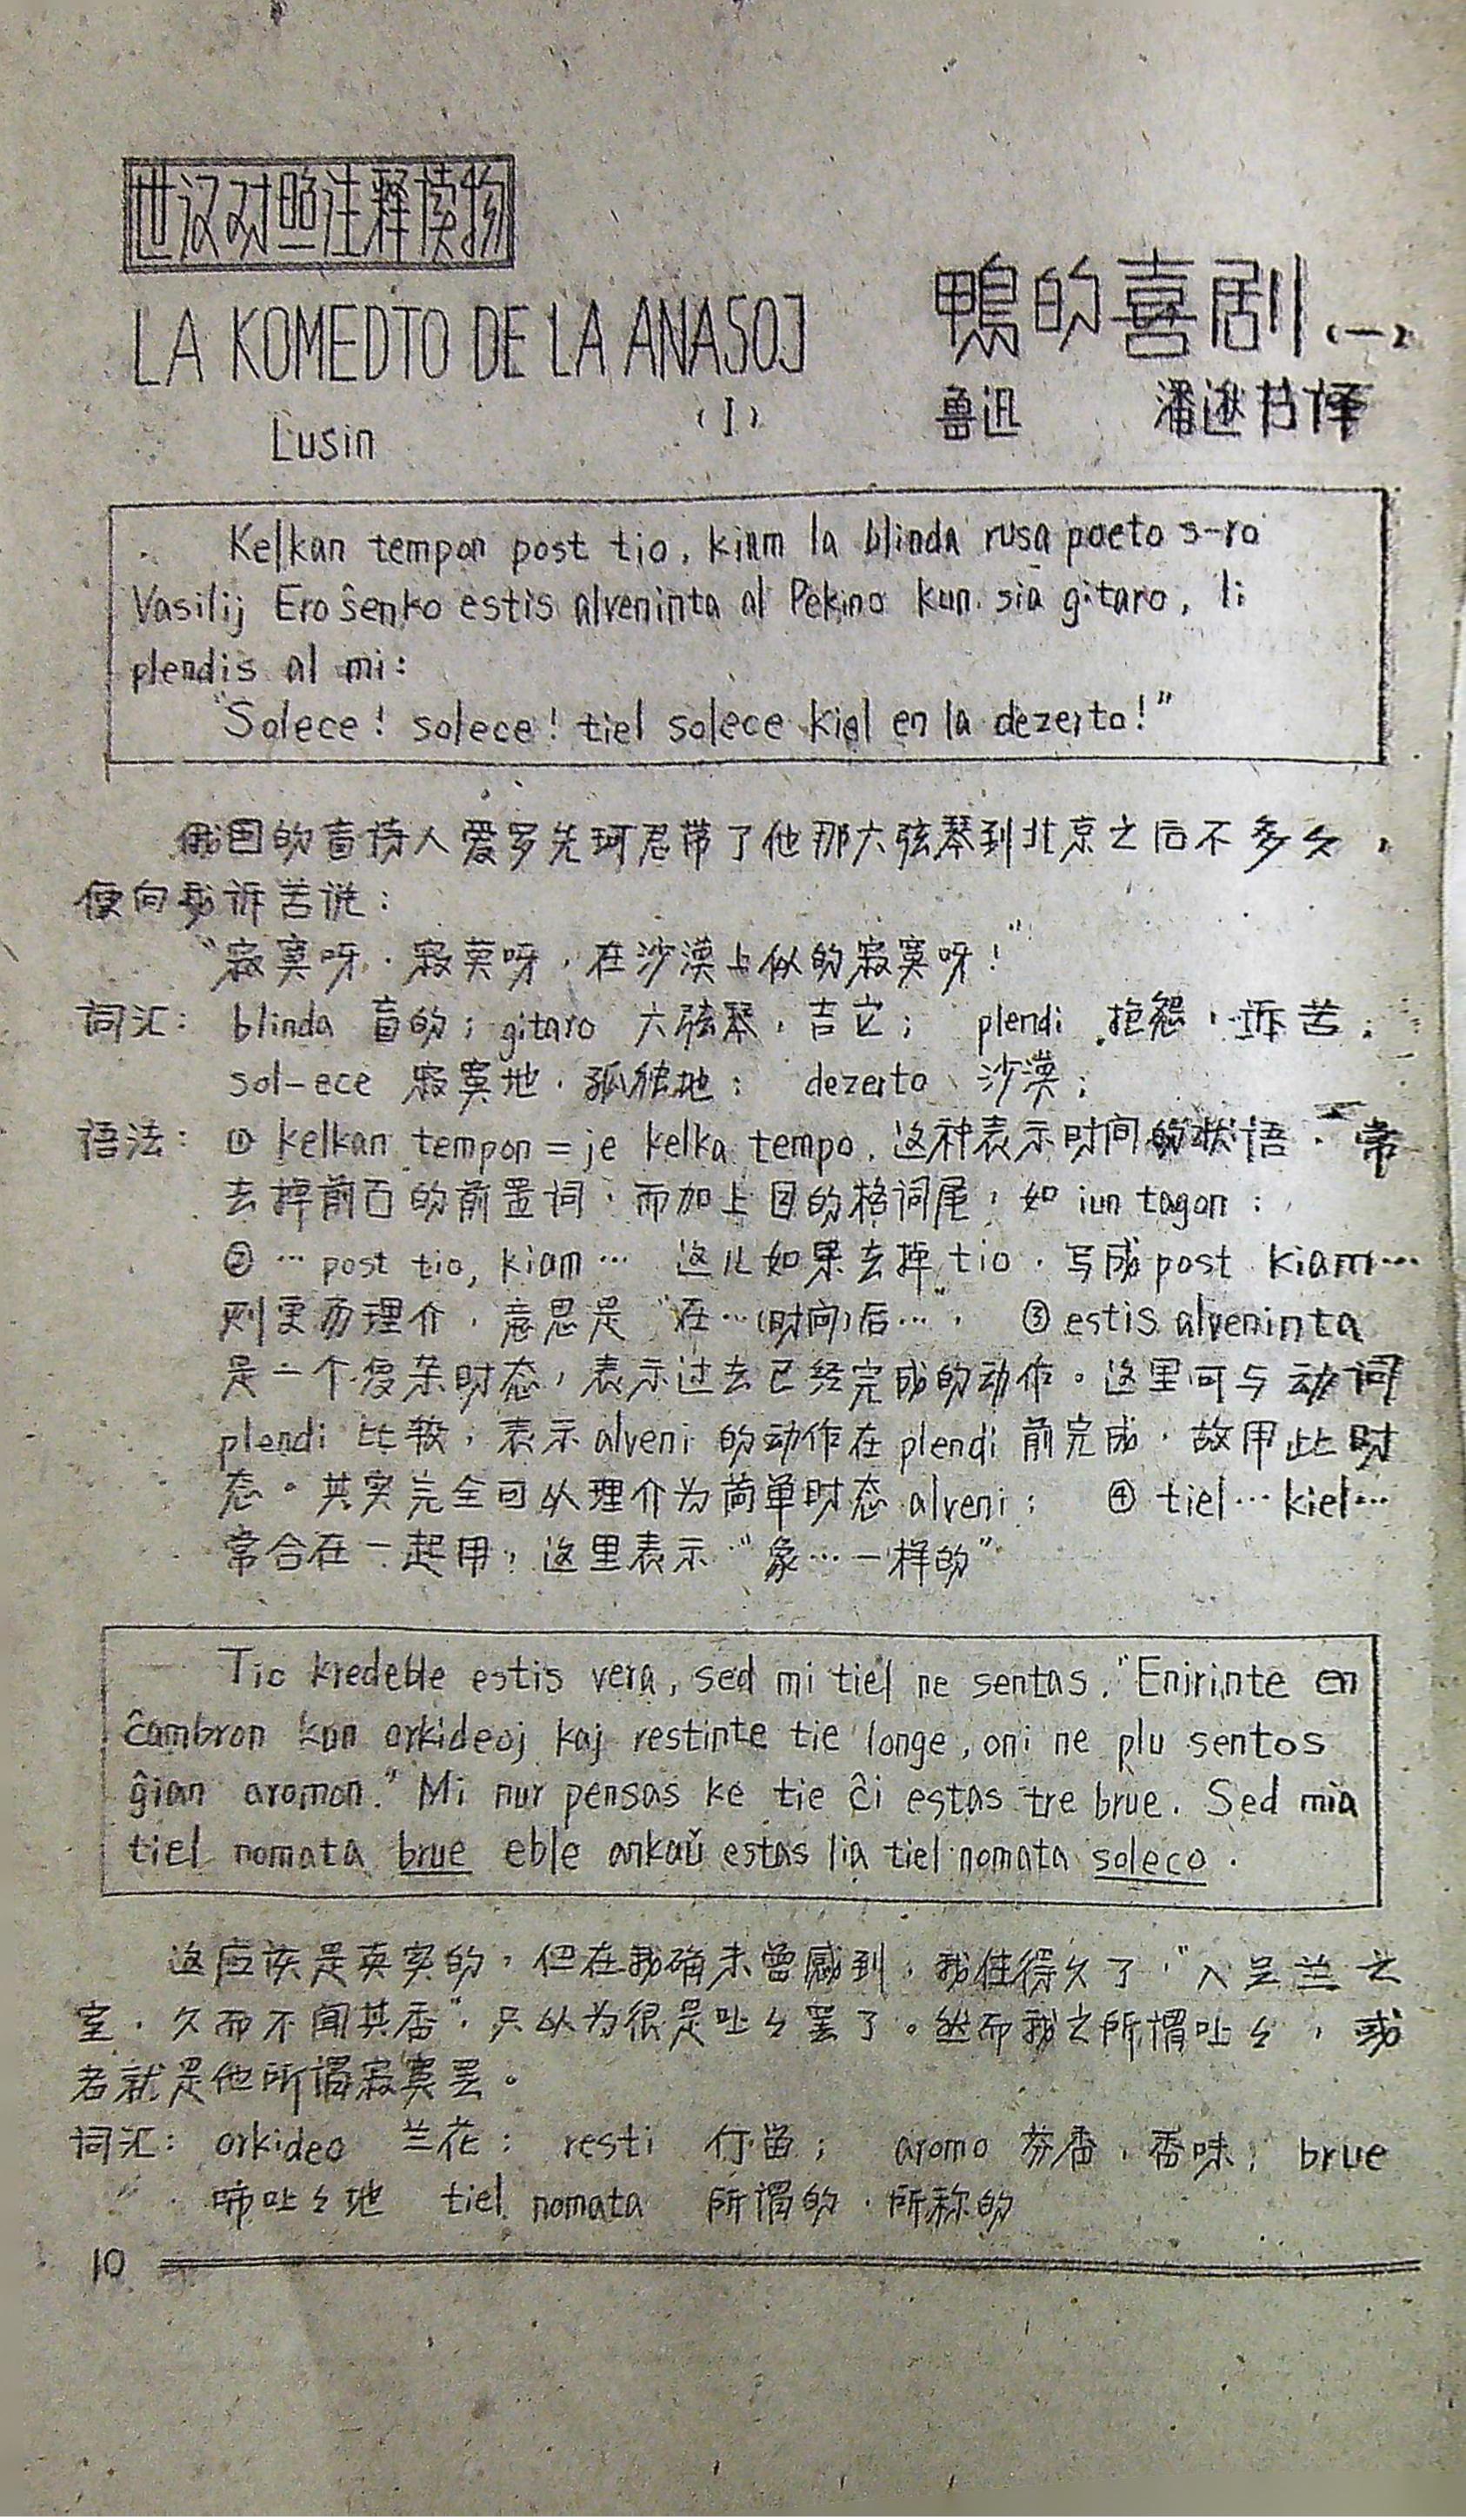 世汉对照注释读物
LA KOMEDIO DE LA ANASOJ
鴨的喜剧(一)
(I)
Lusin
鲁迅 潘逊书译
Kelkan tempon post tio, kiam la blinda rusa poeto s-ro
Vasilij Eroŝenko estis alveninta al Pekino kun sia gitaro, li
plendis al mi:
"Solece! solece! tiel solece kiel en la dezerto!"
俄国的盲诗人爱罗先珂君带了他那六弦琴到北京之后不多久，
便向我诉苦说：
"寂寞呀，寂莫呀，在沙漠上似的寂寞呀！"
词汇： blinda 盲的；gitaro 六弦琴，吉它； plendi 抱怨，诉苦；
sol-ece 寂寞地，孤独地； dezerto 沙漠；
语法： ① kelkan tempon = je kelka tempo，这种表示时间的状语，常
去掉前面的前置词，而加上目的格词尾，如 iun tagon；
② … post tio, kiam … 这儿如果去掉 tio，写成 post kiam…
则更易理介，意思是"在…(时间)后…"， ③ estis alveninta
是一个复杂时态，表示过去已经完成的动作。这里可与动词
plendi 比较，表示 alveni 的动作在 plendi 前完成，故用此时
态。其实完全可以理介为简单时态 alveni； ④ tiel … kiel …
常合在一起用，这里表示"象…一样的"
Tio kredeble estis vera, sed mi tiel ne sentas. "Enirinte en
ĉambron kun orkideoj kaj restinte tie longe, oni ne plu sentos
ĝian aromon." Mi nur pensas ke tie ĉi estas tre brue. Sed mia
tiel nomata brue eble ankaŭ estas lia tiel nomata soleco.
这应该是真实的，但在我确未曾感到，我住得久了，"入芝兰之
室，久而不闻其香"，只以为很是吵々罢了。然而我之所谓吵々，或
者就是他所谓寂寞罢。
词汇： orkideo 兰花； resti 仃留； aromo 芬香，香味； brue
吵々地 tiel nomata 所谓的，所称的
10